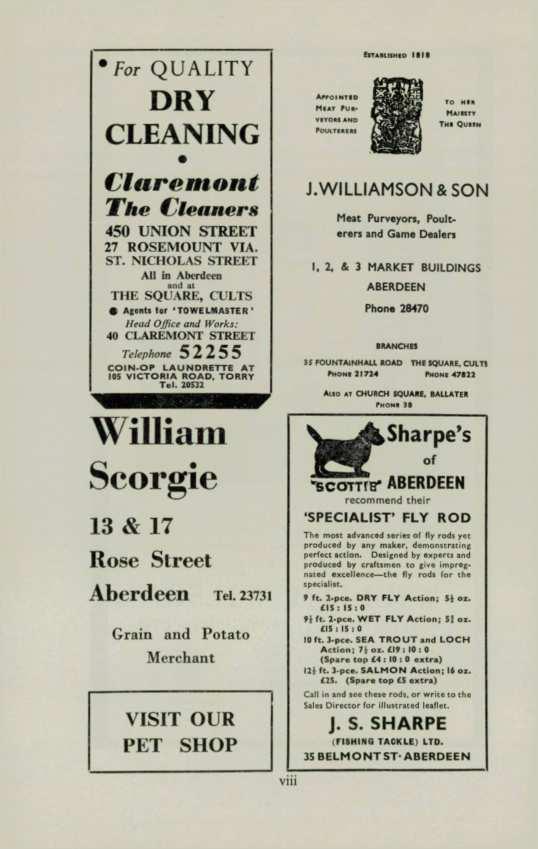 • For QUALITY
DRY
CLEANING
•
Claremont
The Cleaners
450 UNION STREET
27 ROSEMOUNT VIA.
ST. NICHOLAS STREET
All in Aberdeen
and at
THE SQUARE, CULTS
● Agents for 'TOWELMASTER'
Head Office and Works:
40 CLAREMONT STREET
Telephone 52255
COIN-OP LAUNDRETTE AT
105 VICTORIA ROAD, TORRY
Tel. 20532
William
Scorgie
13 & 17
Rose Street
Aberdeen Tel. 23731
Grain and Potato
Merchant
VISIT OUR
PET SHOP
ESTABLISHED 1818
APPOINTED
MEAT PUR-
VEYORS AND
POULTERERS
TO HER
MAJESTY
THE QUEEN
J. WILLIAMSON & SON
Meat Purveyors, Poult-
erers and Game Dealers
1, 2, & 3 MARKET BUILDINGS
ABERDEEN
Phone 28470
BRANCHES
35 FOUNTAINHALL ROAD THE SQUARE, CULTS
PHONE 21724 PHONE 47822
ALSO AT CHURCH SQUARE, BALLATER
PHONE 38
Sharpe's
of
"SCOTTIE" ABERDEEN
recommend their
'SPECIALIST' FLY ROD
The most advanced series of fly rods yet
produced by any maker, demonstrating
perfect action. Designed by experts and
produced by craftsmen to give impreg-
nated excellence—the fly rods for the
specialist.
9 ft. 2-pce. DRY FLY Action; 5½ oz.
£15 : 15 : 0
9½ ft. 2-pce. WET FLY Action; 5¾ oz.
£15 : 15 : 0
10 ft. 3-pce. SEA TROUT and LOCH
Action; 7½ oz. £19 : 10 : 0
(Spare top £4 : 10 : 0 extra)
12½ ft. 3-pce. SALMON Action; 16 oz.
£25. (Spare top £5 extra)
Call in and see these rods, or write to the
Sales Director for illustrated leaflet.
J. S. SHARPE
(FISHING TACKLE) LTD.
35 BELMONT ST· ABERDEEN
viii